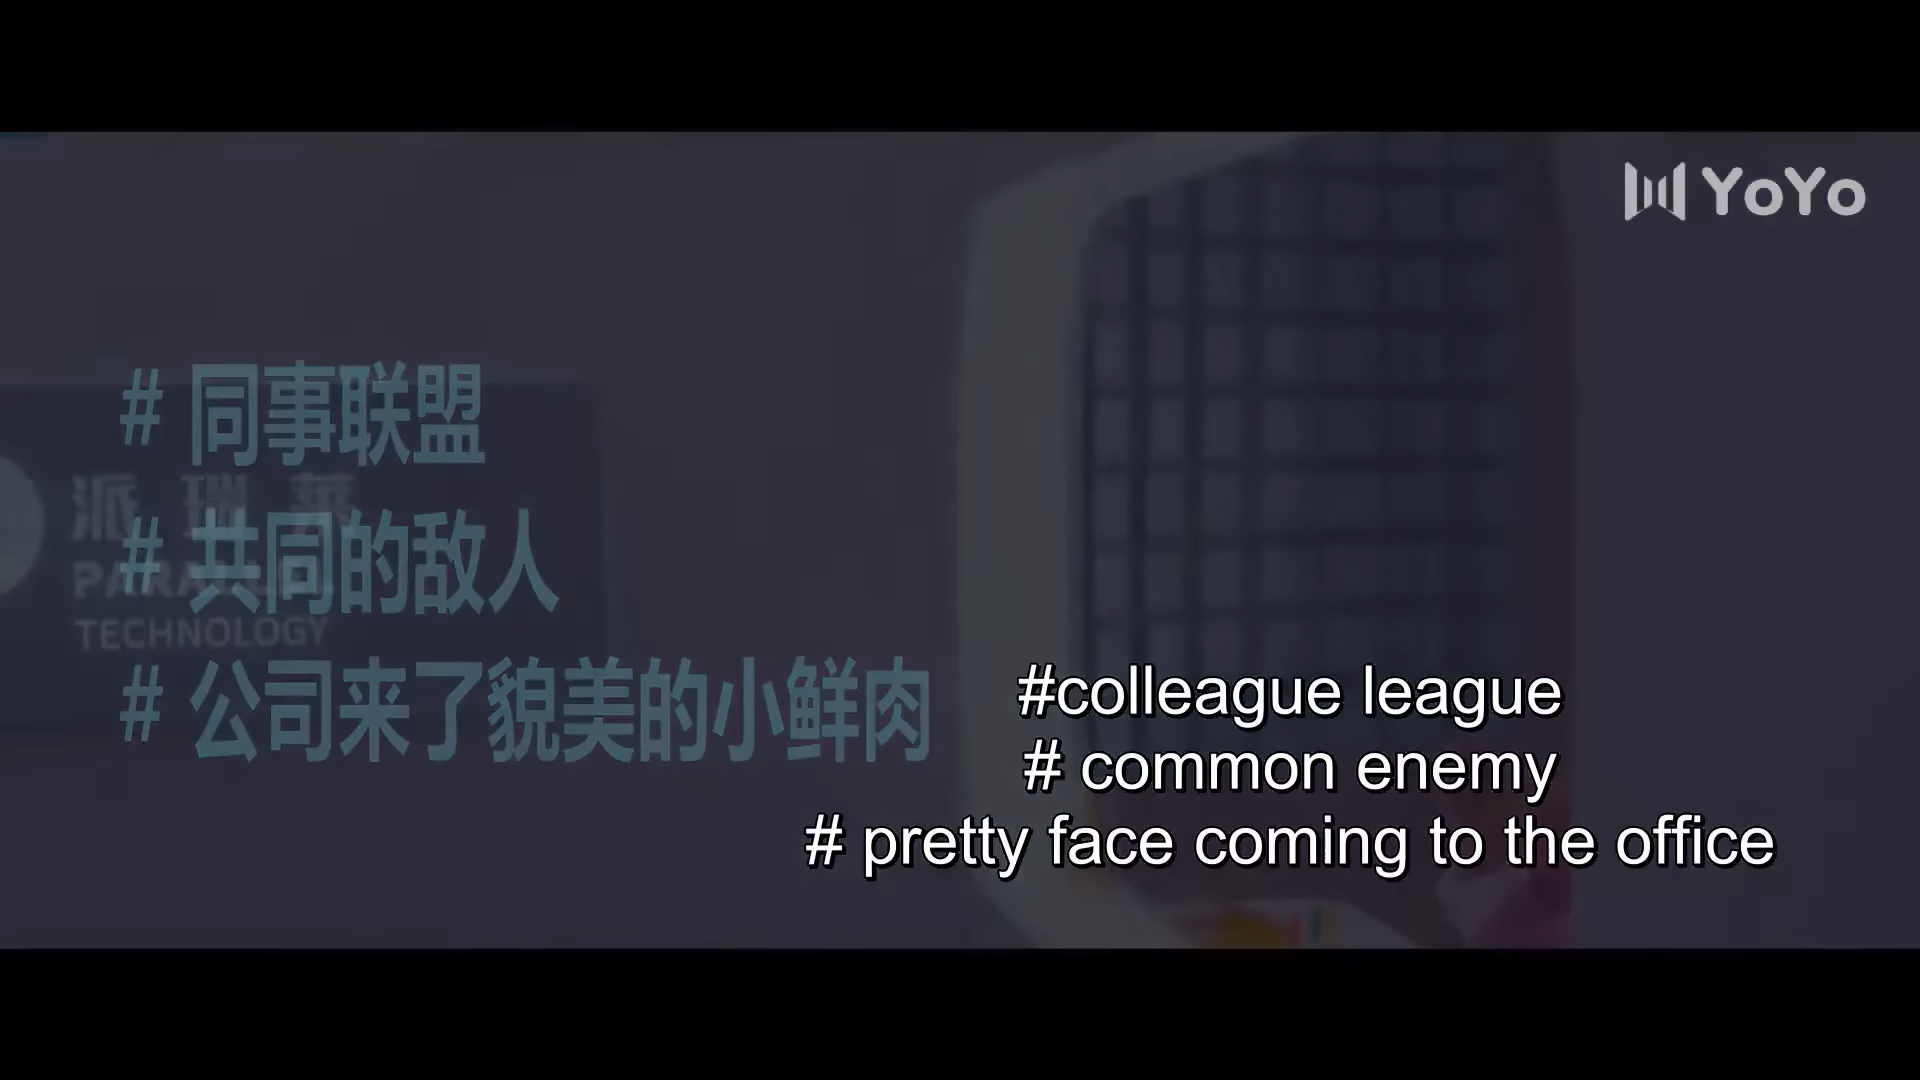 YoYo
# 同事联盟
派瑞
# 共同的敌人
TECHNOLOGY
# 公司来了貌美的小鲜肉
#colleague league
# common enemy
# pretty face coming to the office